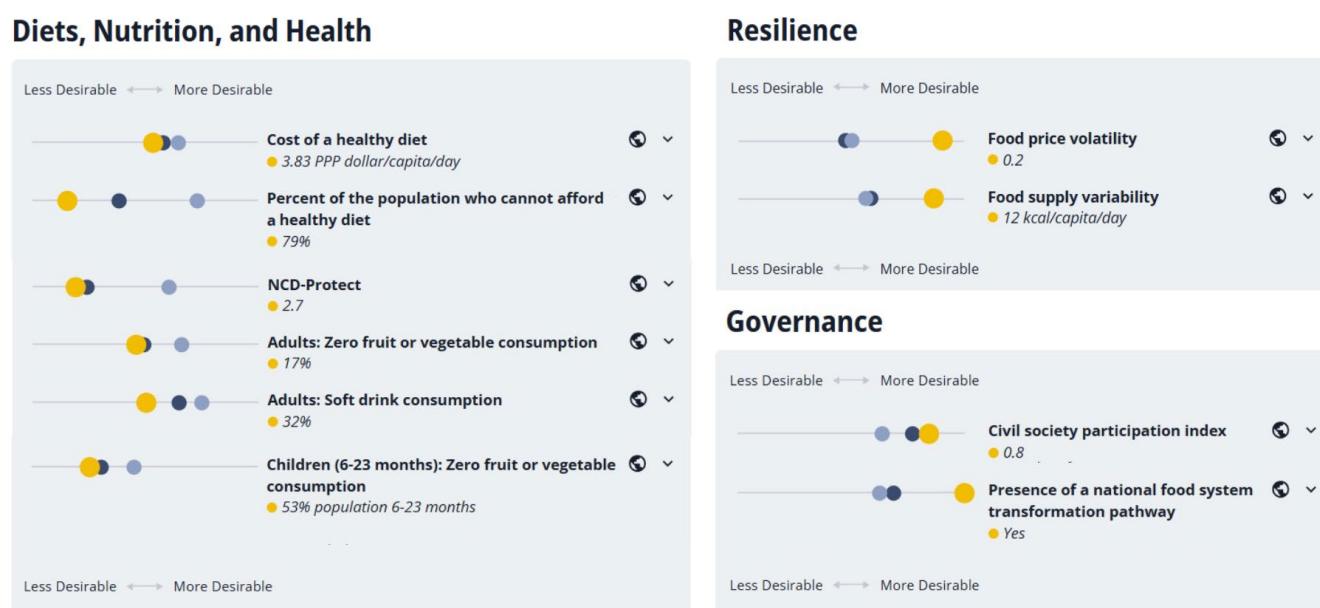 Diets, Nutrition, and Health
Less Desirable More Desirable
Cost of a healthy diet
3.83 PPP dollar/capita/day
Percent of the population who cannot afford
a healthy diet
79%
NCD-Protect
2.7
Adults: Zero fruit or vegetable consumption
17%
Adults: Soft drink consumption
32%
Children (6-23 months): Zero fruit or vegetable
consumption
53% population 6-23 months
Less Desirable More Desirable
Resilience
Less Desirable More Desirable
Food price volatility
0.2
Food supply variability
12 kcal/capita/day
Less Desirable More Desirable
Governance
Less Desirable More Desirable
Civil society participation index
0.8
Presence of a national food system
transformation pathway
Yes
Less Desirable More Desirable